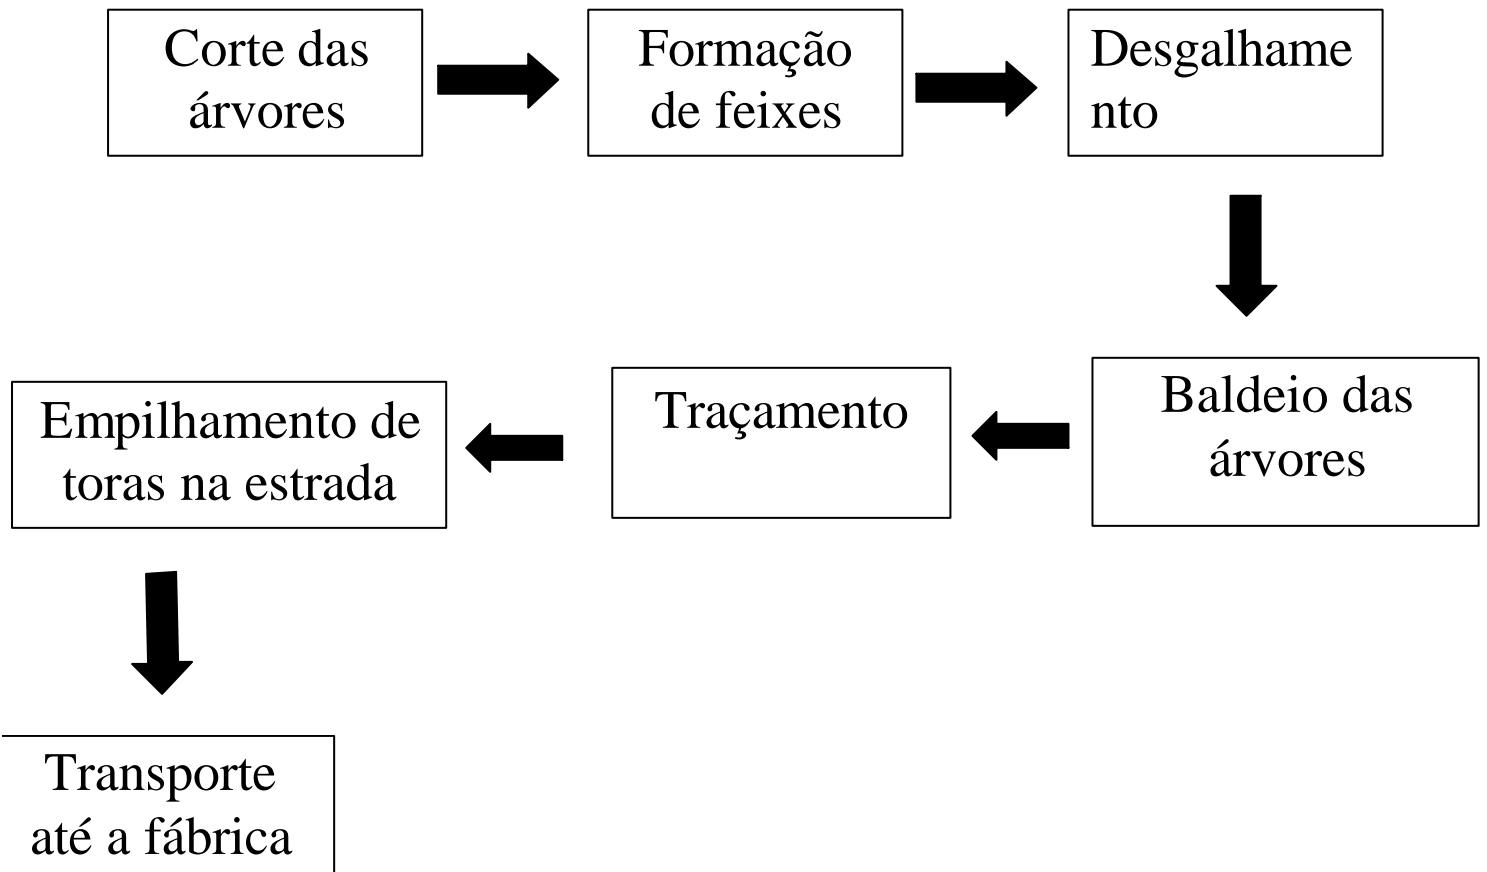 Corte das
árvores
Formação
de feixes
Desgalhame
nto
Baldeio das
árvores
Traçamento
Empilhamento de
toras na estrada
Transporte
até a fábrica